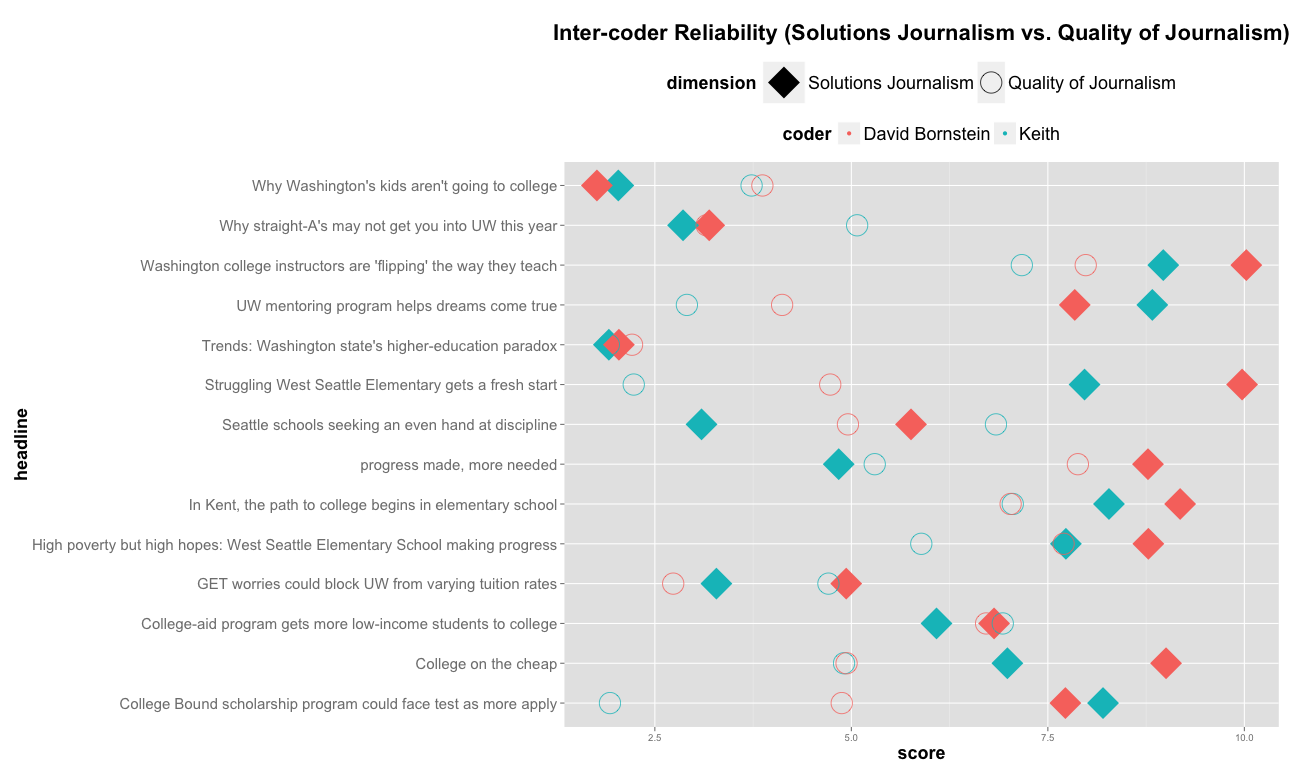 Inter-coder Reliability (Solutions Journalism vs. Quality of Journalism)
dimension Solutions Journalism Quality of Journalism
coder David Bornstein Keith
headline
Why Washington's kids aren't going to college
Why straight-A's may not get you into UW this year
Washington college instructors are 'flipping' the way they teach
UW mentoring program helps dreams come true
Trends: Washington state's higher-education paradox
Struggling West Seattle Elementary gets a fresh start
Seattle schools seeking an even hand at discipline
progress made, more needed
In Kent, the path to college begins in elementary school
High poverty but high hopes: West Seattle Elementary School making progress
GET worries could block UW from varying tuition rates
College-aid program gets more low-income students to college
College on the cheap
College Bound scholarship program could face test as more apply
2.5 5.0 7.5 10.0
score